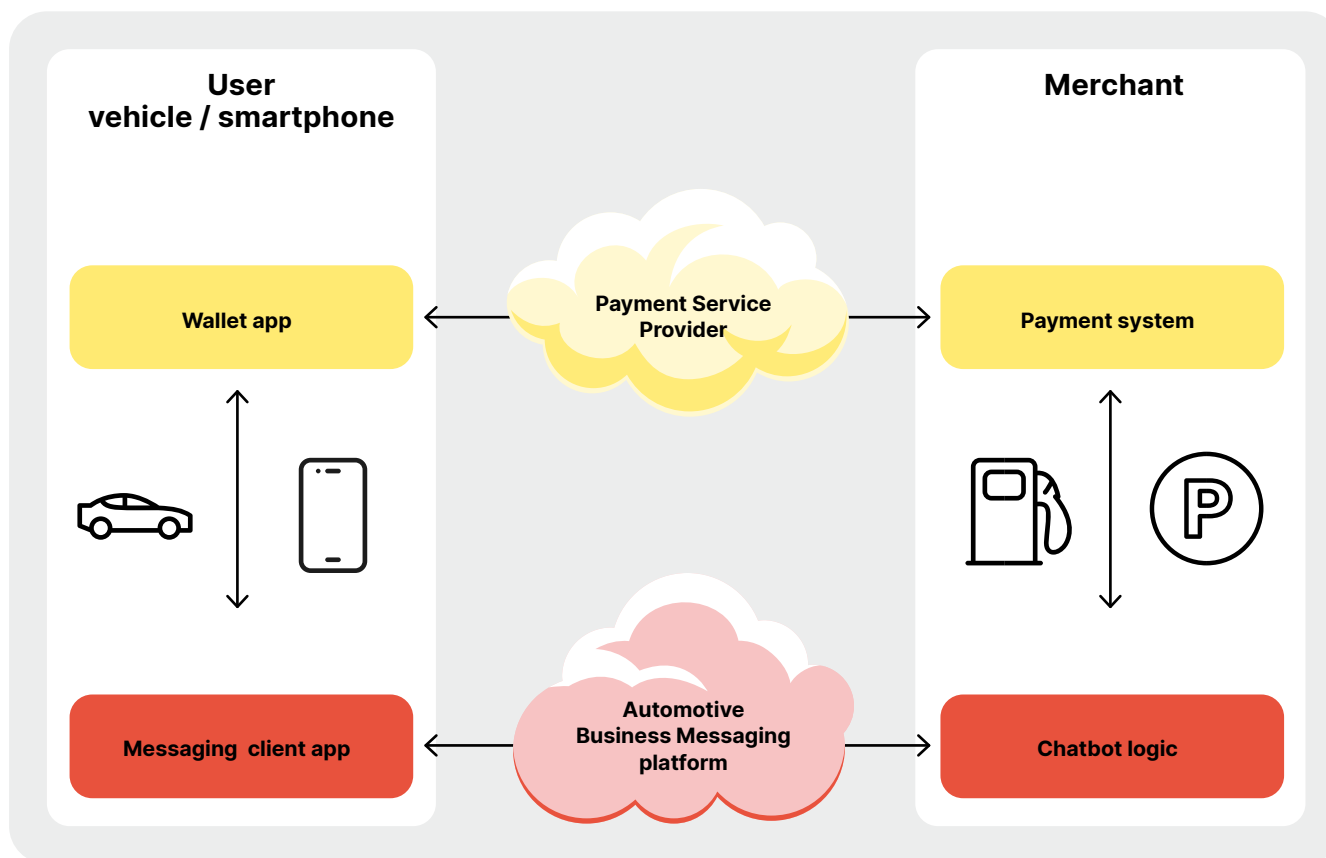 User
vehicle / smartphone
Merchant
Wallet app
Payment Service
Provider
Payment system
P
Messaging client app
Automotive
Business Messaging
platform
Chatbot logic